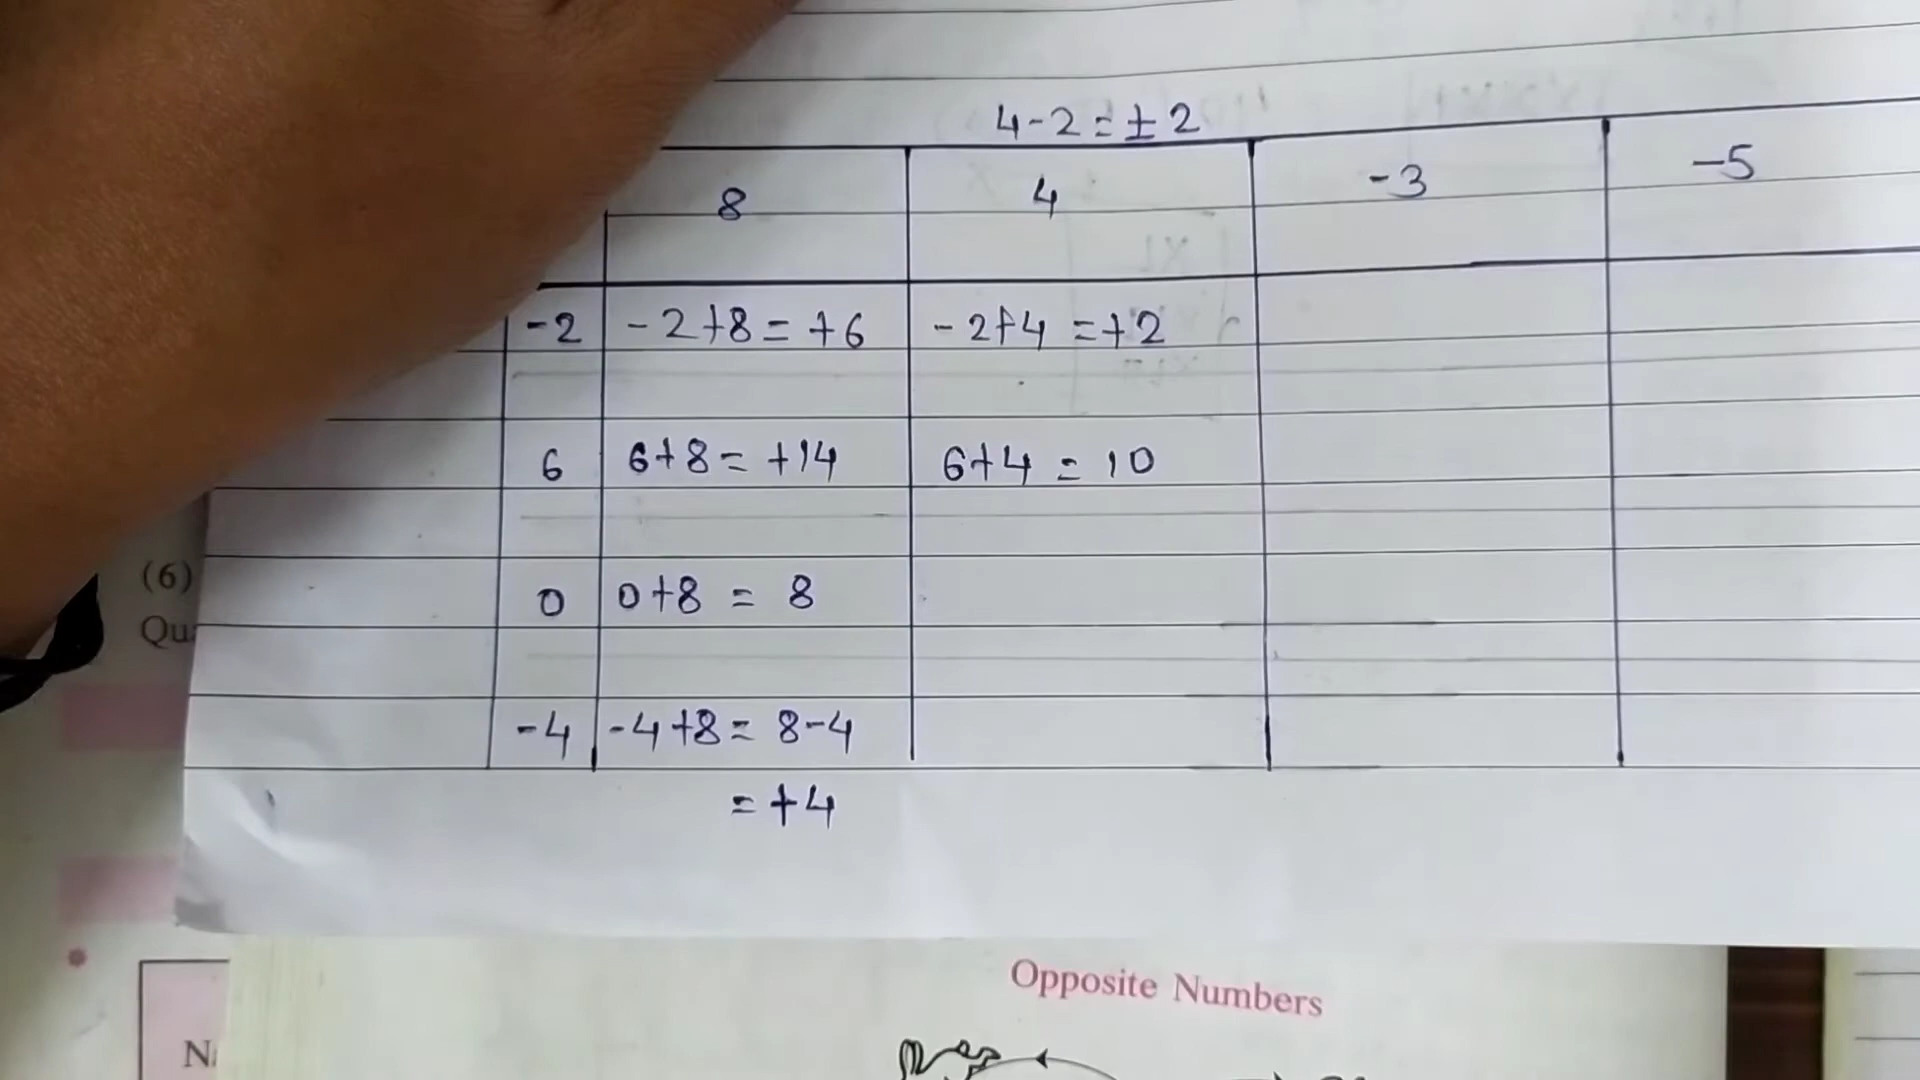 4-2=±2
8 4 -3 -5
-2 -2+8=+6 -2+4=+2
6 6+8=+14 6+4=10
0 0+8=8
-4 -4+8=8-4
=+4
(6)
Opposite Numbers